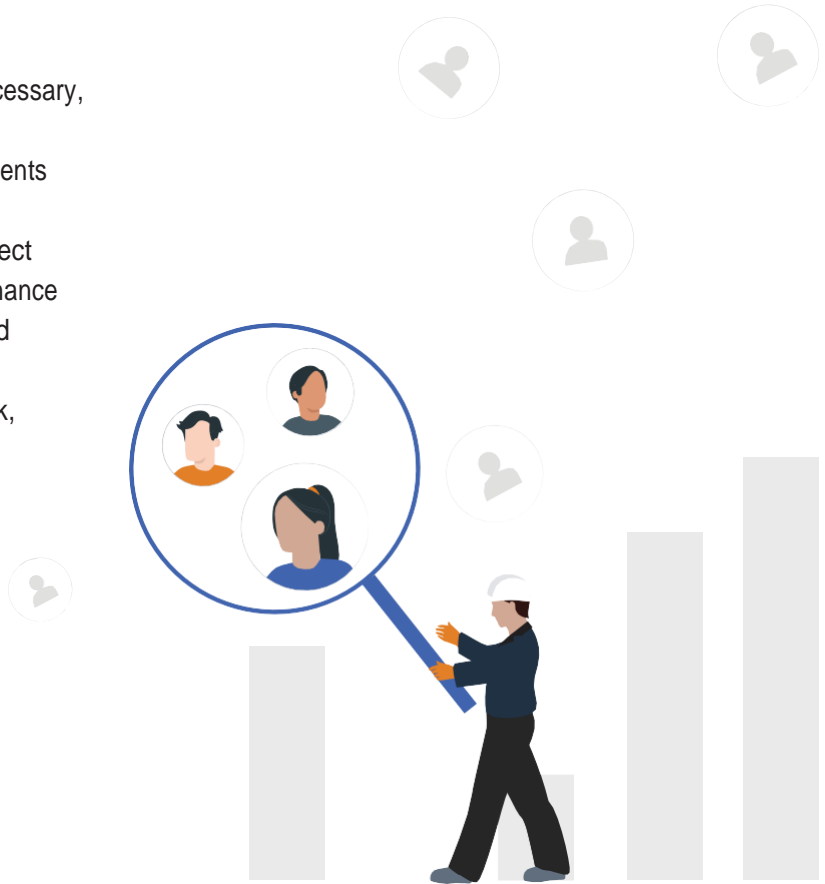 cessary,
ents
ect
nance
d
k,